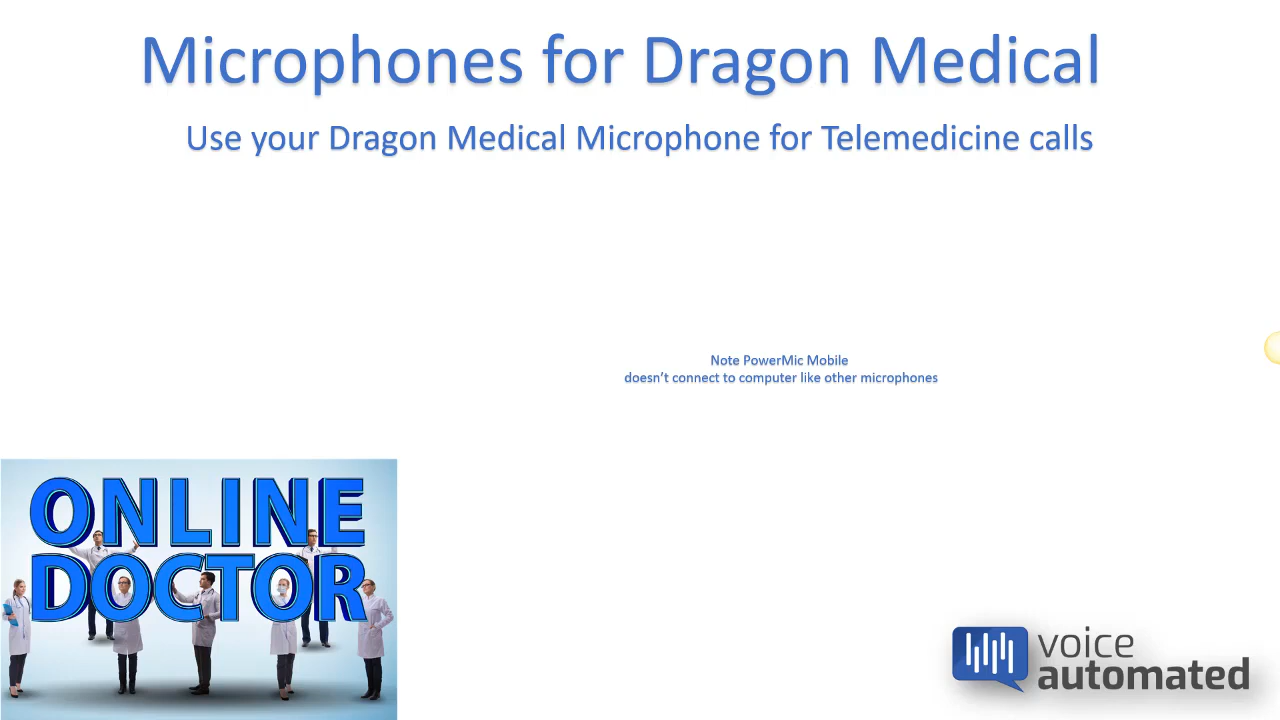 Microphones for Dragon Medical
Use your Dragon Medical Microphone for Telemedicine calls
Note PowerMic Mobile
doesn't connect to computer like other microphones
ONLINE
DOCTOR
voice
automated